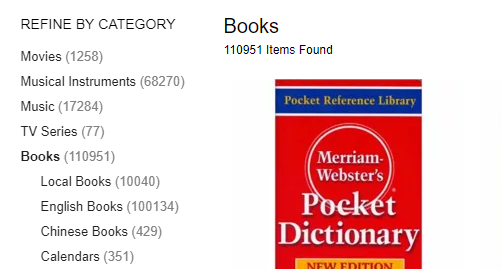 REFINE BY CATEGORY
Movies (1258)
Musical Instruments (68270)
Music (17284)
TV Series (77)
Books (110951)
Local Books (10040)
English Books (100134)
Chinese Books (429)
Calendars (351)
Books
110951 Items Found
Pocket Reference Library
Merriam-
Webster's
Pocket
Dictionary
NEW EDITION